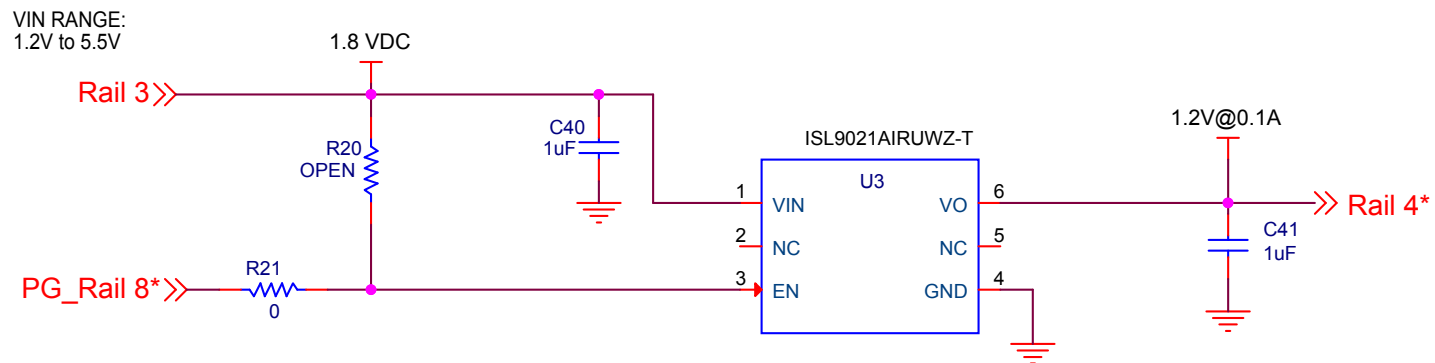 VIN RANGE:
1.2V to 5.5V
1.8 VDC
Rail 3
C40
1uF
R20
OPEN
ISL9021AIRUWZ-T
U3
1.2V@0.1A
1
VIN
VO
6
Rail 4*
2
NC
NC
5
C41
1uF
PG_Rail 8*
R21
0
3
EN
GND
4